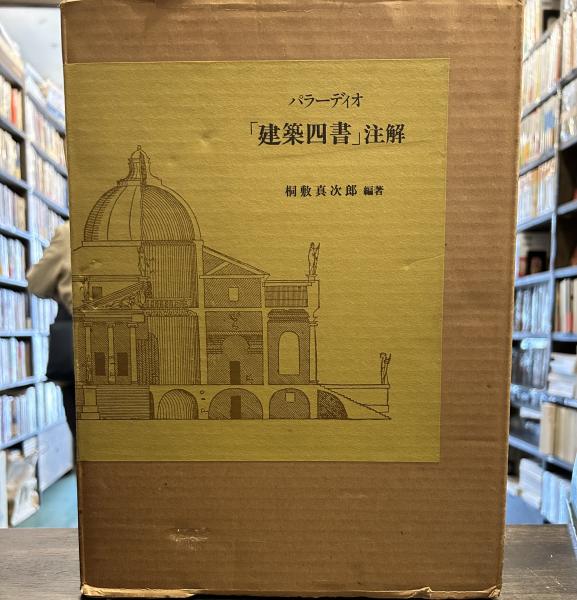 パラーディオ
「建築四書」注解
桐敷真次郎 編著